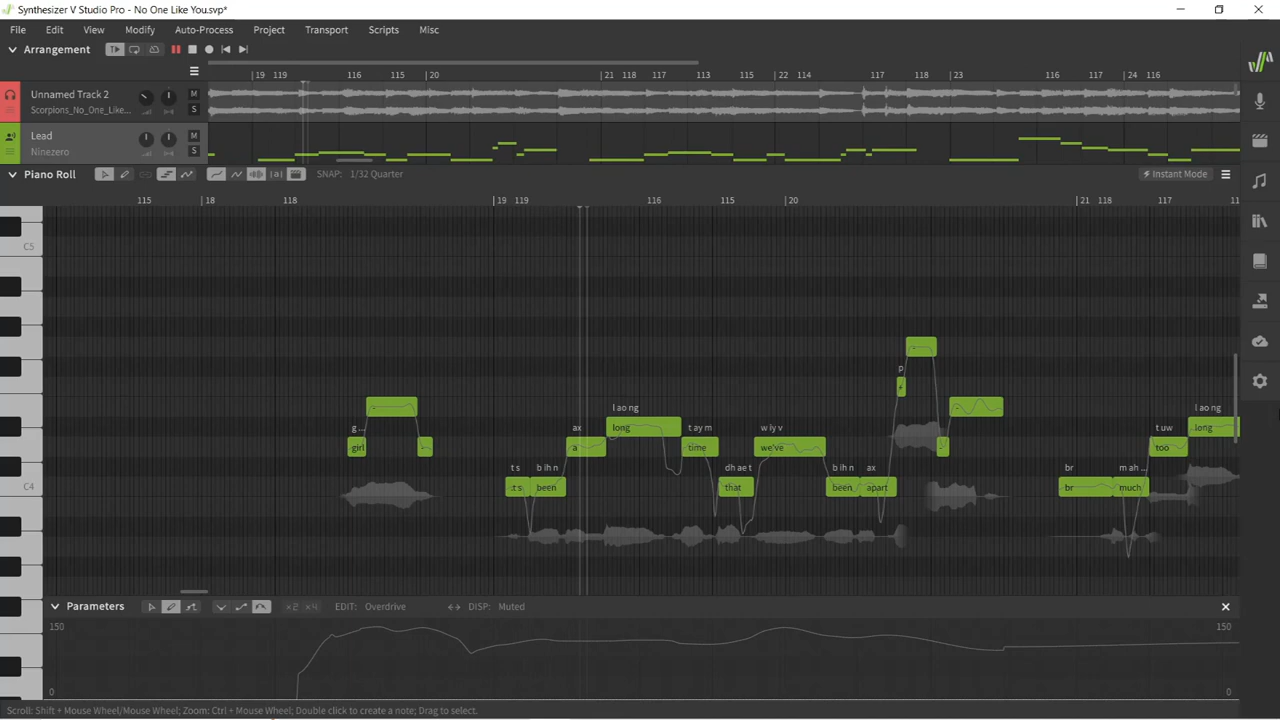 Synthesizer V Studio Pro - No One Like You.svp*
File Edit View Modify Auto-Process Project Transport Scripts Misc
Arrangement
19 119 116 115 20 21 118 117 113 115 22 114 117 118 23 116 117 24 116
Unnamed Track 2 M
Scorpions_No_One_Like... S
Lead M
Ninezero S
Piano Roll SNAP: 1/32 Quarter Instant Mode
115 18 118 19 119 116 115 20 21 118 117 11
C5
p
l ao ng l ao ng
g ... ax t ay m w iy v t uw
long long
girl a time we've too
t s b ih n dh ae t b ih n ax br m ah ...
C4 .t s been that been apart br much
Parameters EDIT: Overdrive DISP: Muted
150 150
0 0
Scroll: Shift + Mouse Wheel/Mouse Wheel; Zoom: Ctrl + Mouse Wheel; Double click to create a note; Drag to select.